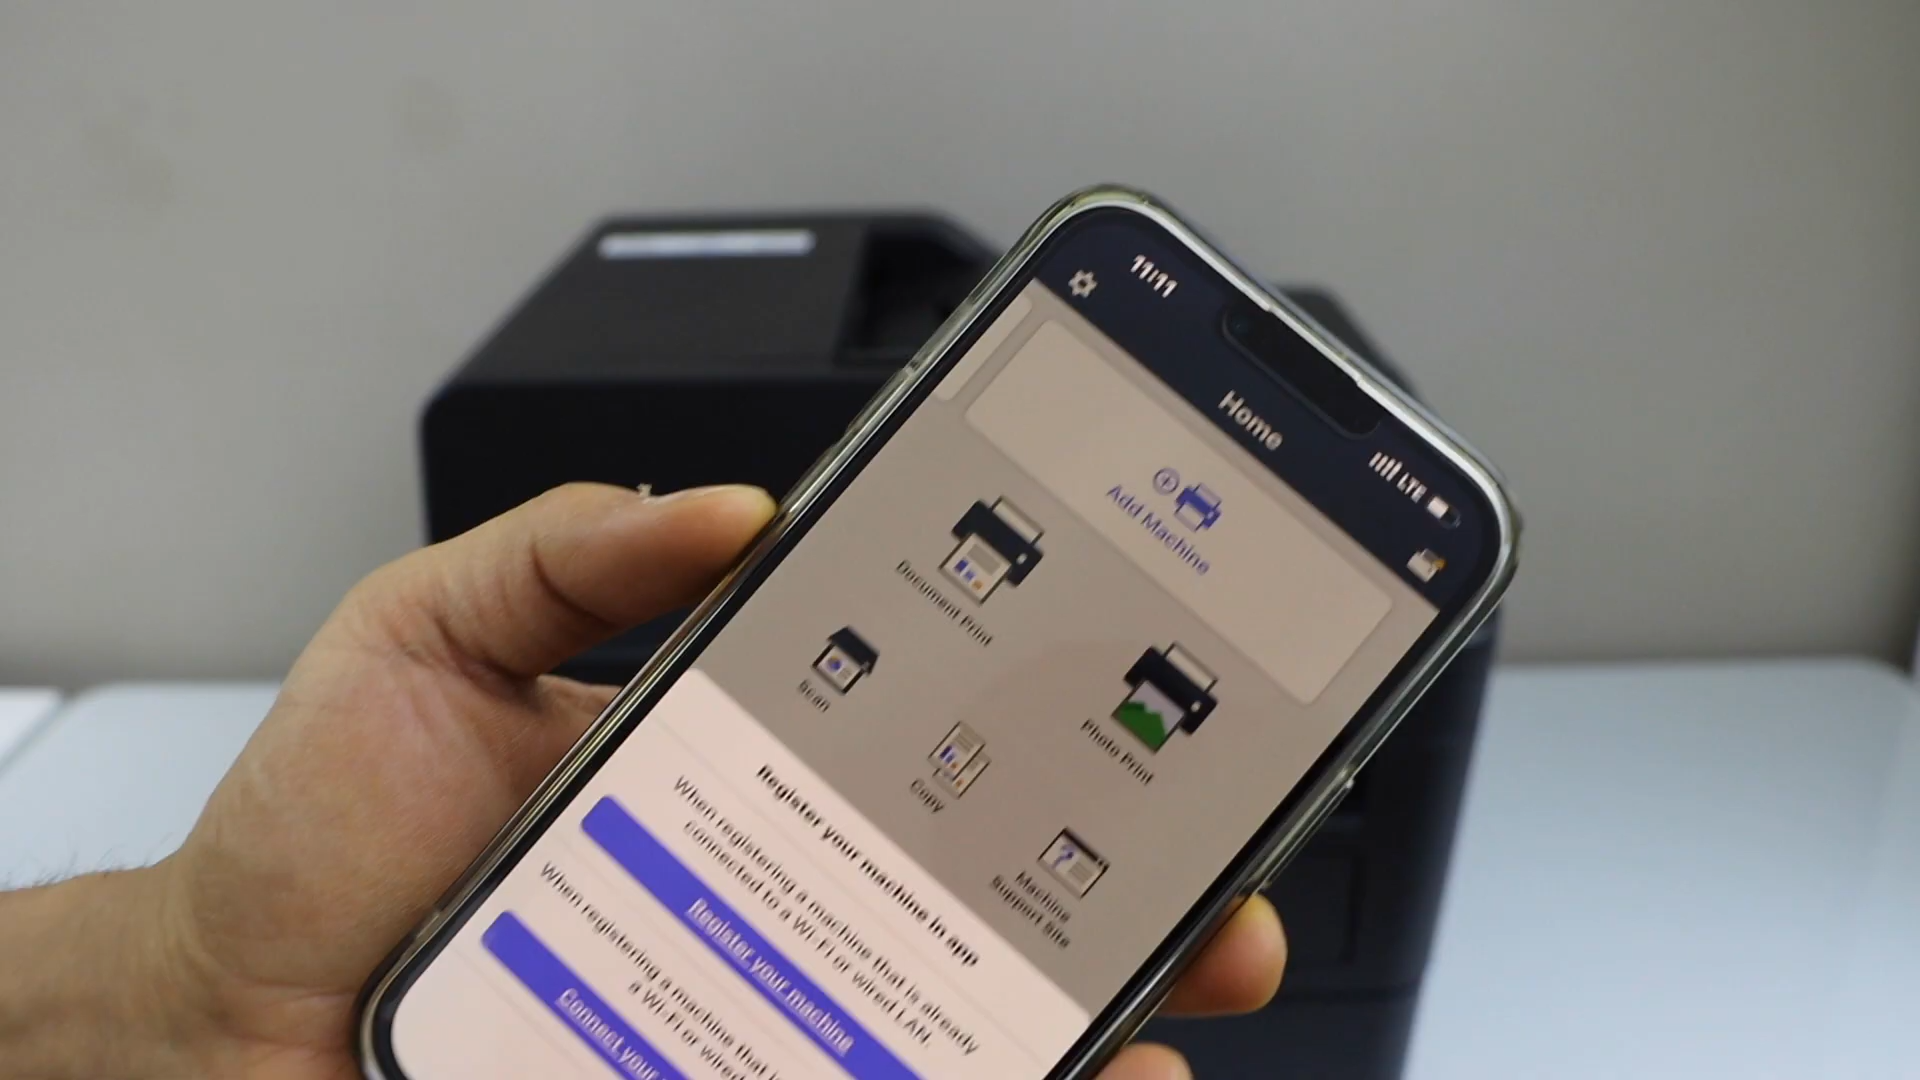 11:11
LTE
Home
Add Machine
Document Print
Photo Print
Scan
Copy
Machine
Support Site
Register your machine in app
When registering a machine that is already
connected to a Wi-Fi or wired LAN.
Register your machine
When registering a machine that
a Wi-Fi or wired
Connect your